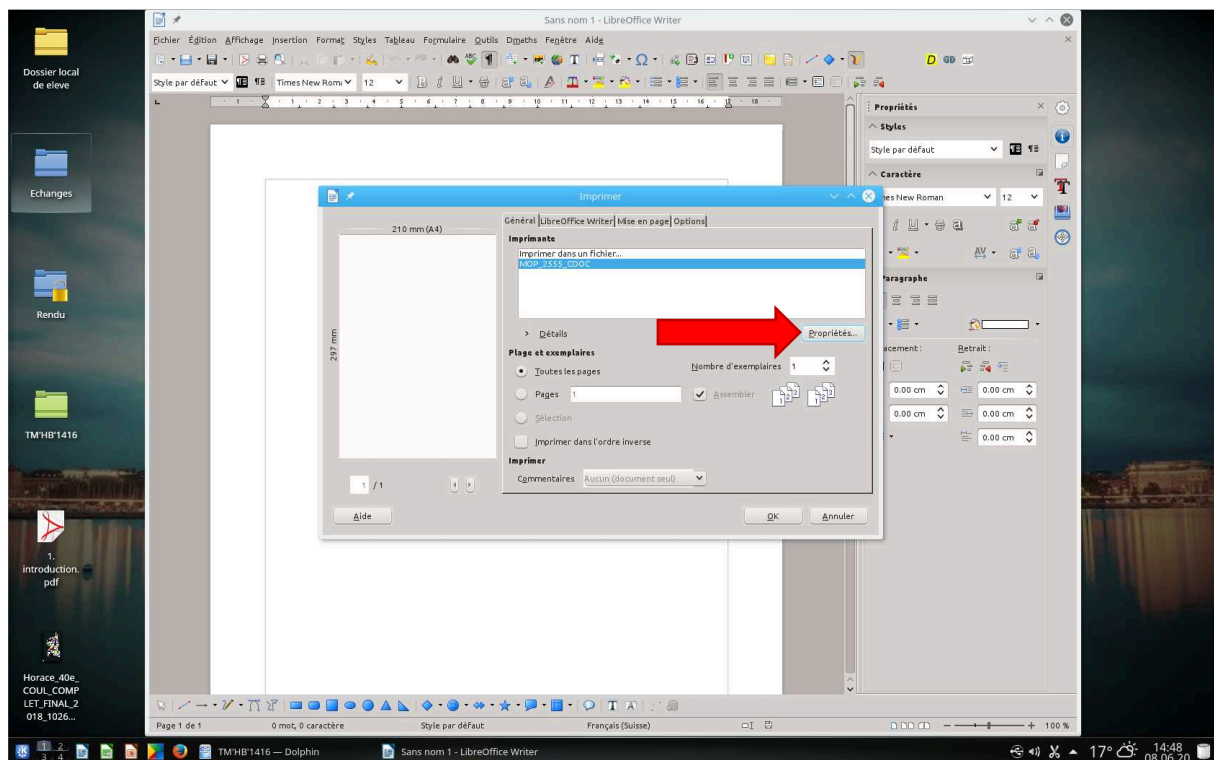 Sans nom 1 - LibreOffice Writer
Fichier Édition Affichage Insertion Format Styles Tableau Formulaire Outils Dmaths Fenêtre Aide
Style par défaut
Times New Roma
12
Dossier local
de eleve
Echanges
Rendu
TM'HB'1416
1.
introduction.
pdf
Horace_40e_
COUL_COMP
LET_FINAL_2
018_1026...
Imprimer
210 mm (A4)
297 mm
1 / 1
Général LibreOffice Writer Mise en page Options
Imprimante
Imprimer dans un fichier...
MOP_2555_CDOC
Détails
Propriétés...
Plage et exemplaires
Toutes les pages
Nombre d'exemplaires 1
Pages 1
Assembler
Sélection
Imprimer dans l'ordre inverse
Imprimer
Commentaires Aucun (document seul)
Aide
OK
Annuler
Propriétés
Styles
Style par défaut
Caractère
nes New Roman
12
Paragraphe
acement :
Retrait :
0.00 cm
0.00 cm
0.00 cm
0.00 cm
0.00 cm
Page 1 de 1
0 mot, 0 caractère
Style par défaut
Français (Suisse)
100 %
1 2
3 4
TM'HB'1416 — Dolphin
Sans nom 1 - LibreOffice Writer
17°
14:48
08.06.20